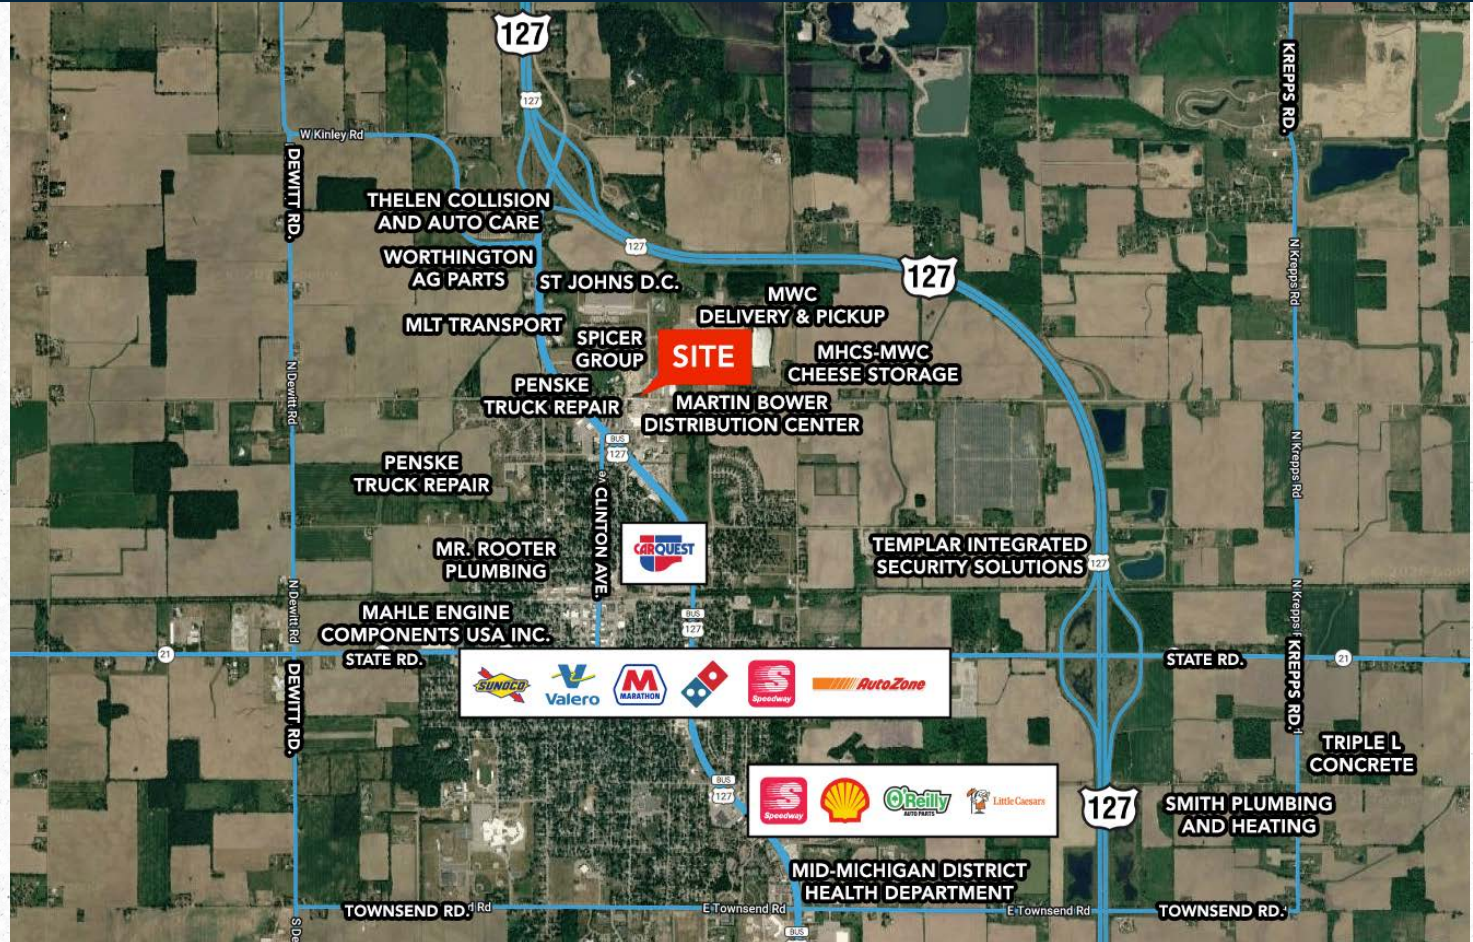 127
127
W Kinley Rd
KREPPS RD.
DEWITT RD.
THELEN COLLISION
AND AUTO CARE
WORTHINGTON
AG PARTS
127
ST JOHNS D.C.
127
N Krepps Rd
MWC
DELIVERY & PICKUP
MLT TRANSPORT
SPICER
GROUP
SITE
MHCS-MWC
CHEESE STORAGE
PENSKE
TRUCK REPAIR
MARTIN BOWER
DISTRIBUTION CENTER
N Dewitt Rd
BUS
127
N Krepps Rd
PENSKE
TRUCK REPAIR
CLINTON AVE.
CARQUEST
MR. ROOTER
PLUMBING
TEMPLAR INTEGRATED
SECURITY SOLUTIONS
127
N Dewitt Rd
MAHLE ENGINE
COMPONENTS USA INC.
BUS
127
N Krepps
21
STATE RD.
STATE RD.
21
DEWITT RD.
KREPPS RD.
SUNOCO
Valero
M
MARATHON
S
Speedway
AutoZone
TRIPLE L
CONCRETE
BUS
127
S
Speedway
O'Reilly
AUTO PARTS
Little Caesars
127
SMITH PLUMBING
AND HEATING
MID-MICHIGAN DISTRICT
HEALTH DEPARTMENT
TOWNSEND RD.
Rd
E Townsend Rd
E Townsend Rd
TOWNSEND RD.
S De
BUS